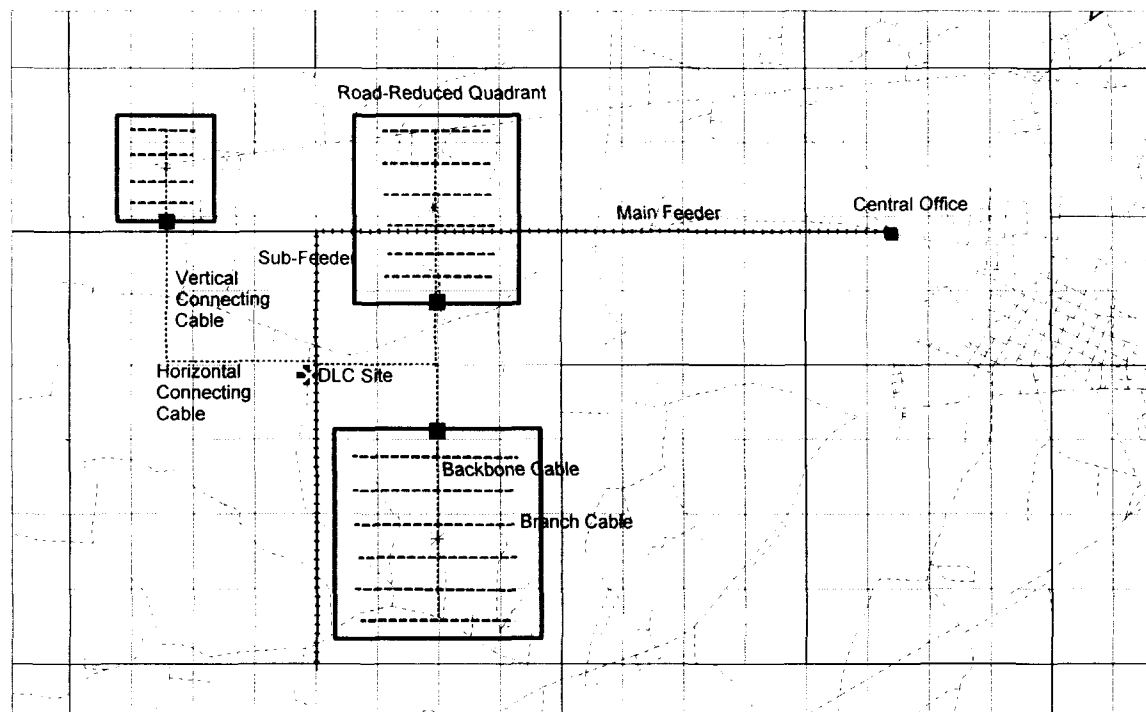 Road-Reduced Quadrant
Main Feeder
Central Office
Sub-Feeder
Vertical
Connecting
Cable
Horizontal
Connecting
Cable
DLC Site
Backbone Cable
Branch Cable